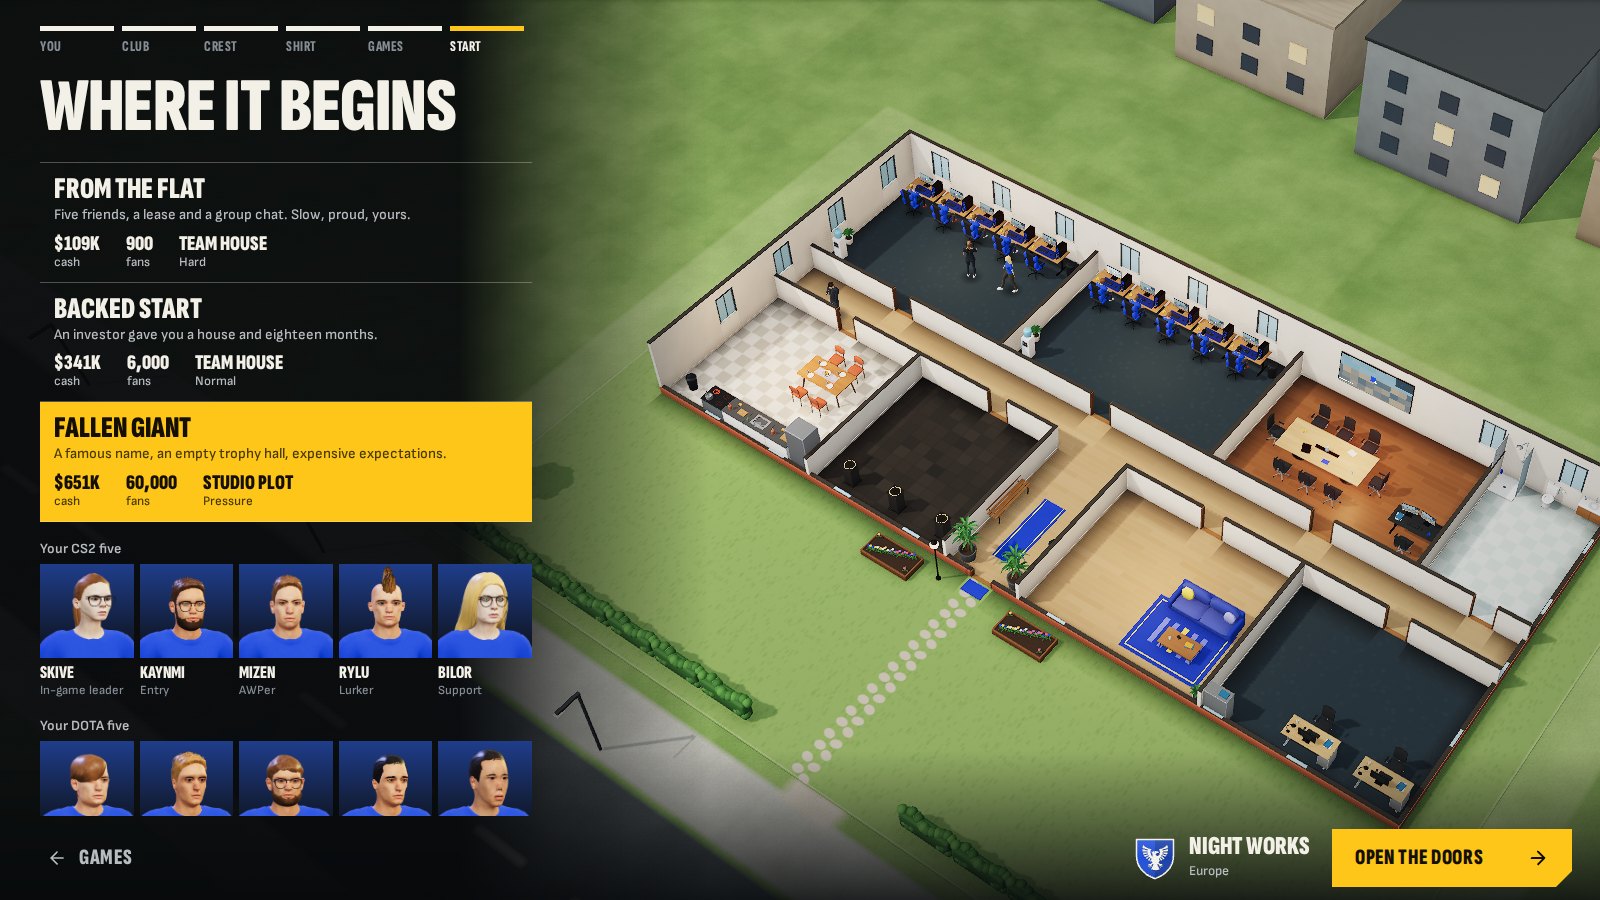 YOU
CLUB
CREST
SHIRT
GAMES
START
WHERE IT BEGINS
FROM THE FLAT
Five friends, a lease and a group chat. Slow, proud, yours.
$109K 900 TEAM HOUSE
cash fans Hard
BACKED START
An investor gave you a house and eighteen months.
$341K 6,000 TEAM HOUSE
cash fans Normal
FALLEN GIANT
A famous name, an empty trophy hall, expensive expectations.
$651K 60,000 STUDIO PLOT
cash fans Pressure
Your CS2 five
SKIVE KAYNMI MIZEN RYLU BILOR
In-game leader Entry AWPer Lurker Support
Your DOTA five
GAMES
NIGHT WORKS
Europe
OPEN THE DOORS